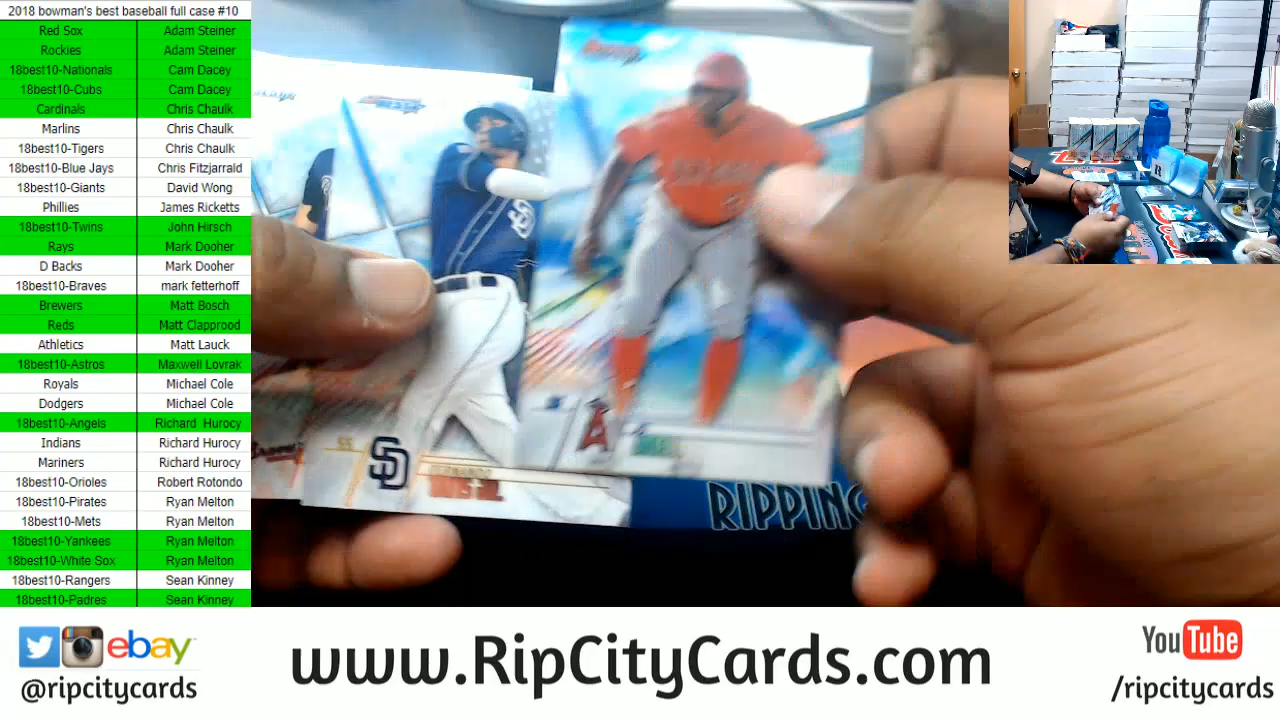 2018 bowman's best baseball full case #10
Red Sox Adam Steiner
Rockies Adam Steiner
18best10-Nationals Cam Dacey
18best10-Cubs Cam Dacey
Cardinals Chris Chaulk
Marlins Chris Chaulk
18best10-Tigers Chris Chaulk
18best10-Blue Jays Chris Fitzjarrald
18best10-Giants David Wong
Phillies James Ricketts
18best10-Twins John Hirsch
Rays Mark Dooher
D Backs Mark Dooher
18best10-Braves mark fetterhoff
Brewers Matt Bosch
Reds Matt Clapprood
Athletics Matt Lauck
18best10-Astros Maxwell Lovrak
Royals Michael Cole
Dodgers Michael Cole
18best10-Angels Richard Hurocy
Indians Richard Hurocy
Mariners Richard Hurocy
18best10-Orioles Robert Rotondo
18best10-Pirates Ryan Melton
18best10-Mets Ryan Melton
18best10-Yankees Ryan Melton
18best10-White Sox Ryan Melton
18best10-Rangers Sean Kinney
18best10-Padres Sean Kinney
SS
SD
FERNANDO
A
RIPPING
ebay
@ripcitycards
www.RipCityCards.com
YouTube
/ripcitycards